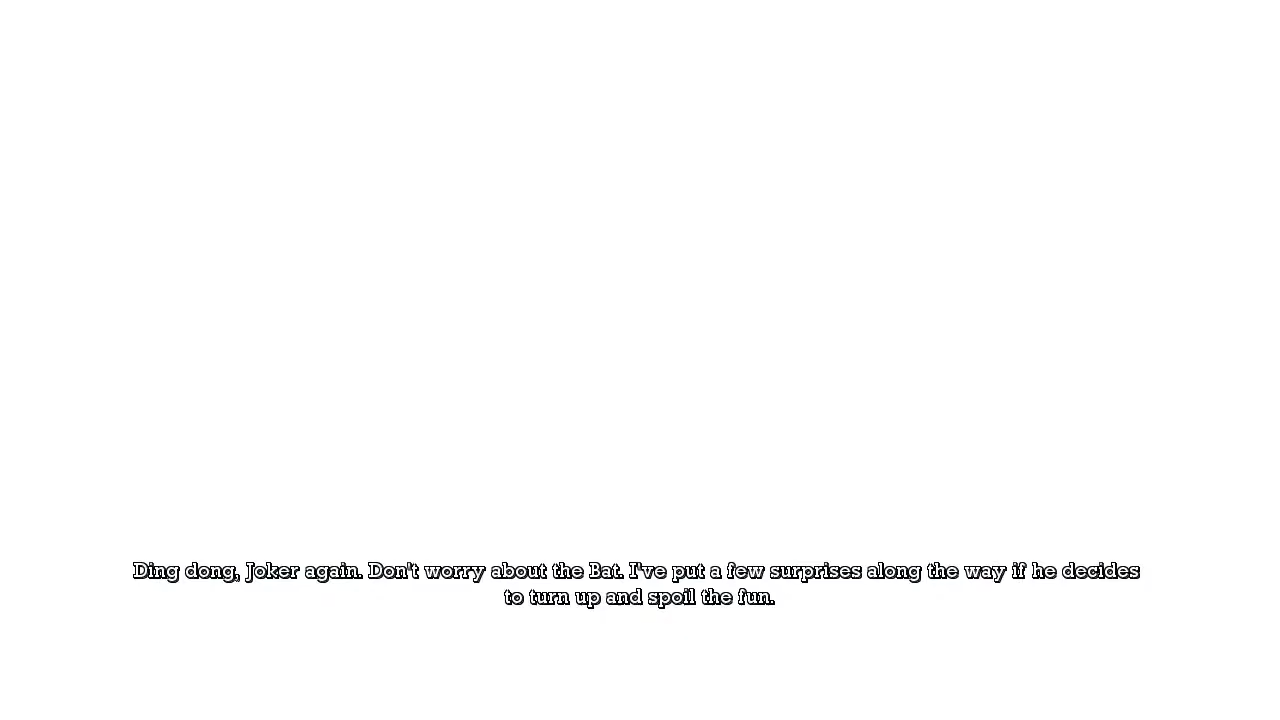 Ding dong, Joker again. Don't worry about the Bat. I've put a few surprises along the way if he decides
to turn up and spoil the fun.